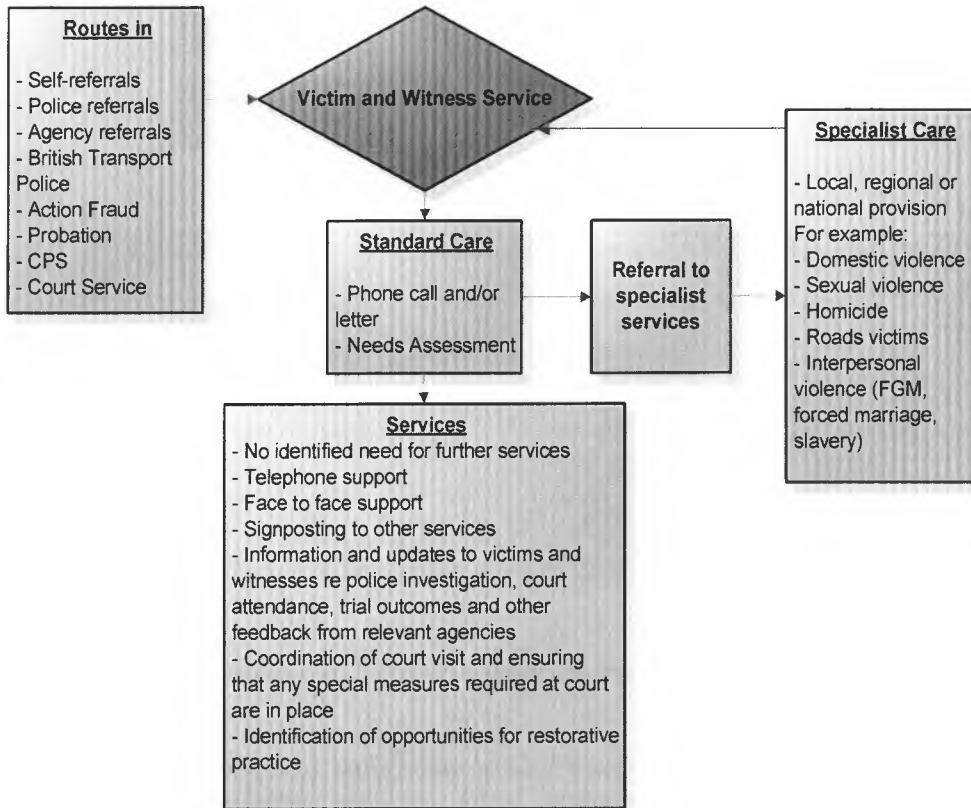 Routes in
- Self-referrals
- Police referrals
- Agency referrals
- British Transport
Police
- Action Fraud
- Probation
- CPS
- Court Service
Victim and Witness Service
Standard Care
- Phone call and/or
letter
- Needs Assessment
Referral to
specialist
services
Specialist Care
- Local, regional or
national provision
For example:
- Domestic violence
- Sexual violence
- Homicide
- Roads victims
- Interpersonal
violence (FGM,
forced marriage,
slavery)
Services
- No identified need for further services
- Telephone support
- Face to face support
- Signposting to other services
- Information and updates to victims and
witnesses re police investigation, court
attendance, trial outcomes and other
feedback from relevant agencies
- Coordination of court visit and ensuring
that any special measures required at court
are in place
- Identification of opportunities for restorative
practice